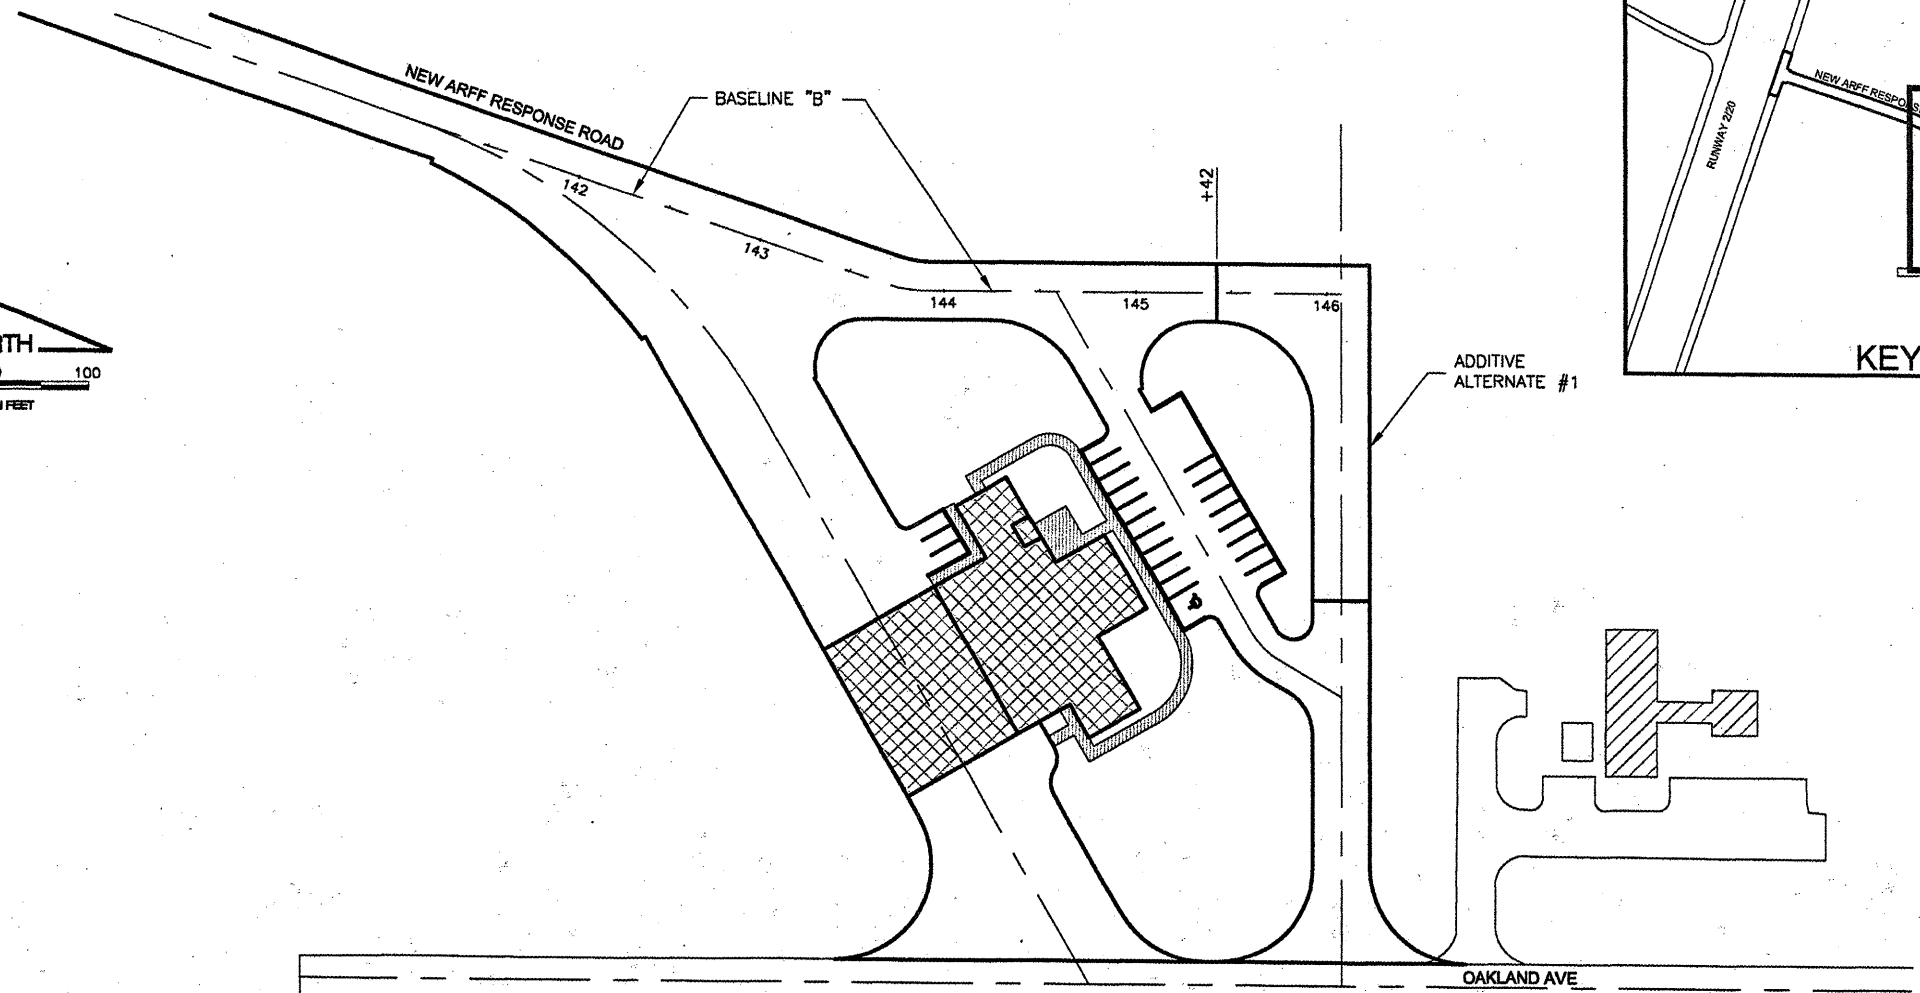 NEW ARFF RESPONSE ROAD
BASELINE "B"
142
143
144
145
146
+42
ADDITIVE
ALTERNATE #1
100
FEET
RUNWAY 2/20
NEW ARFF
KEY
OAKLAND AVE